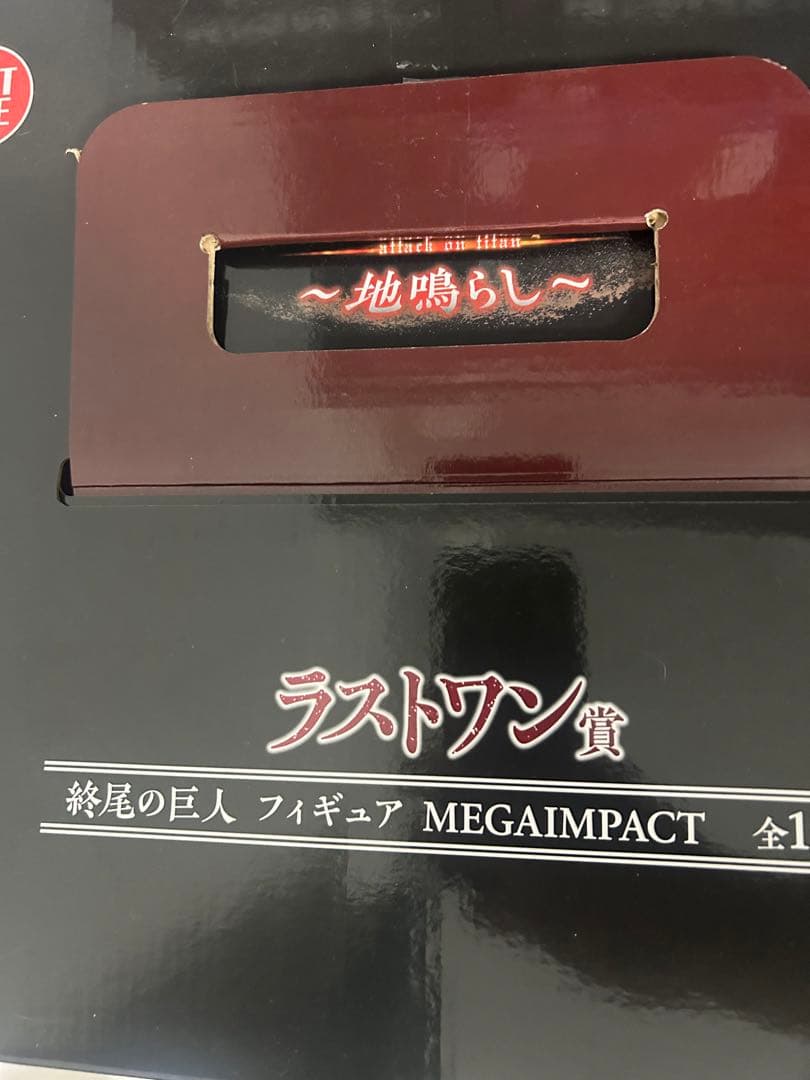 attack on titan
～地鳴らし～
ラストワン賞
終尾の巨人 フィギュア MEGAIMPACT 全1